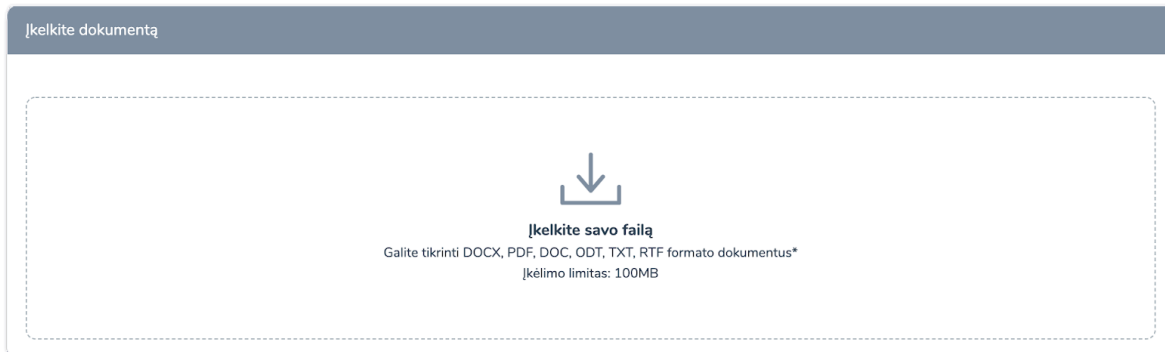 Įkelkite dokumentą
Įkelkite savo failą
Galite tikrinti DOCX, PDF, DOC, ODT, TXT, RTF formato dokumentus*
Įkėlimo limitas: 100MB